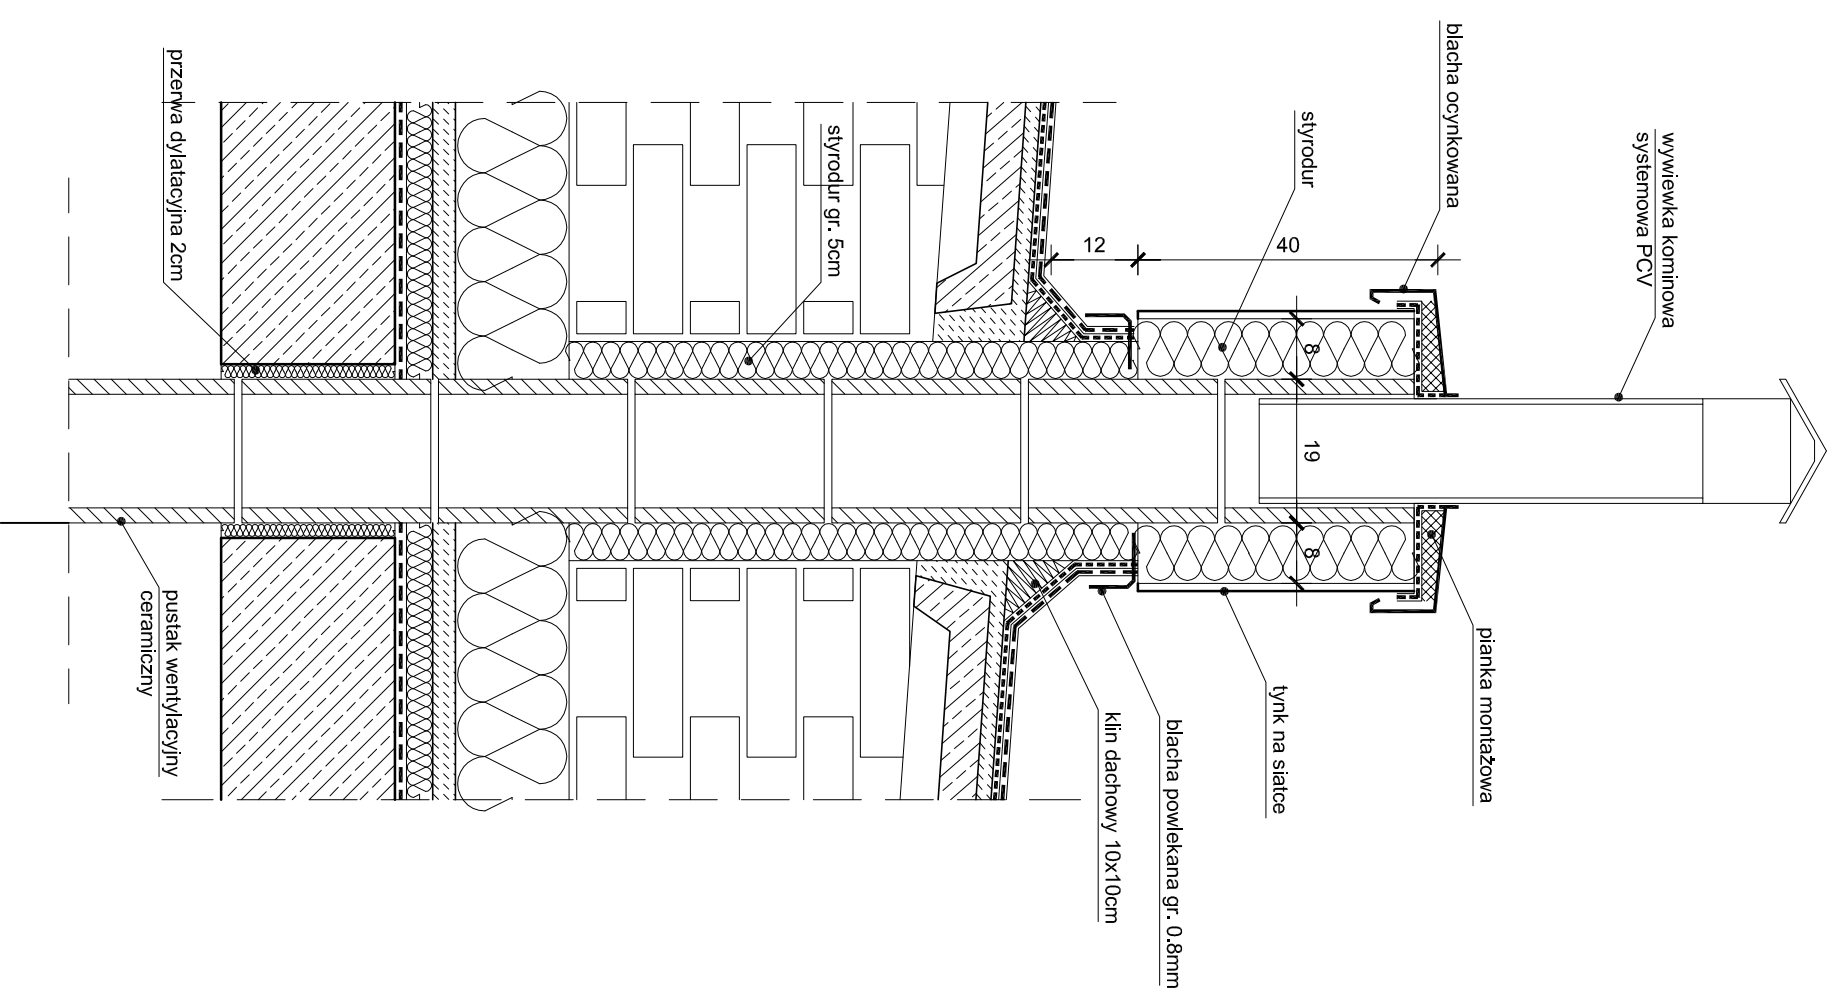 wywiewka kominowa
systemowa PCV
blacha ocynkowana
styrodur
40
12
styrodur gr. 5cm
przerwa dylatacyjna 2cm
8
19
8
pianka montażowa
tynk na siatce
blacha powlekana gr. 0.8mm
klin dachowy 10x10cm
pustak wentylacyjny
ceramiczny